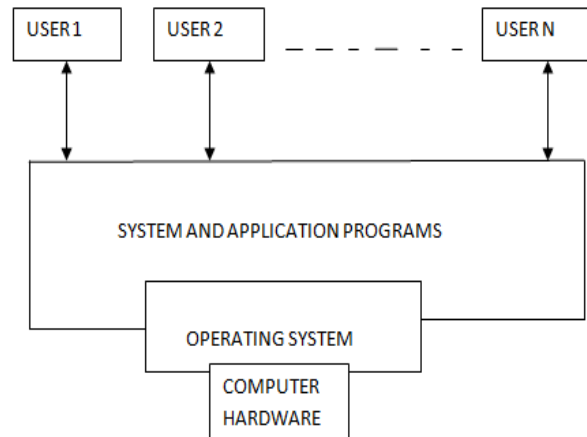 USER 1
USER 2
USER N
SYSTEM AND APPLICATION PROGRAMS
OPERATING SYSTEM
COMPUTER
HARDWARE